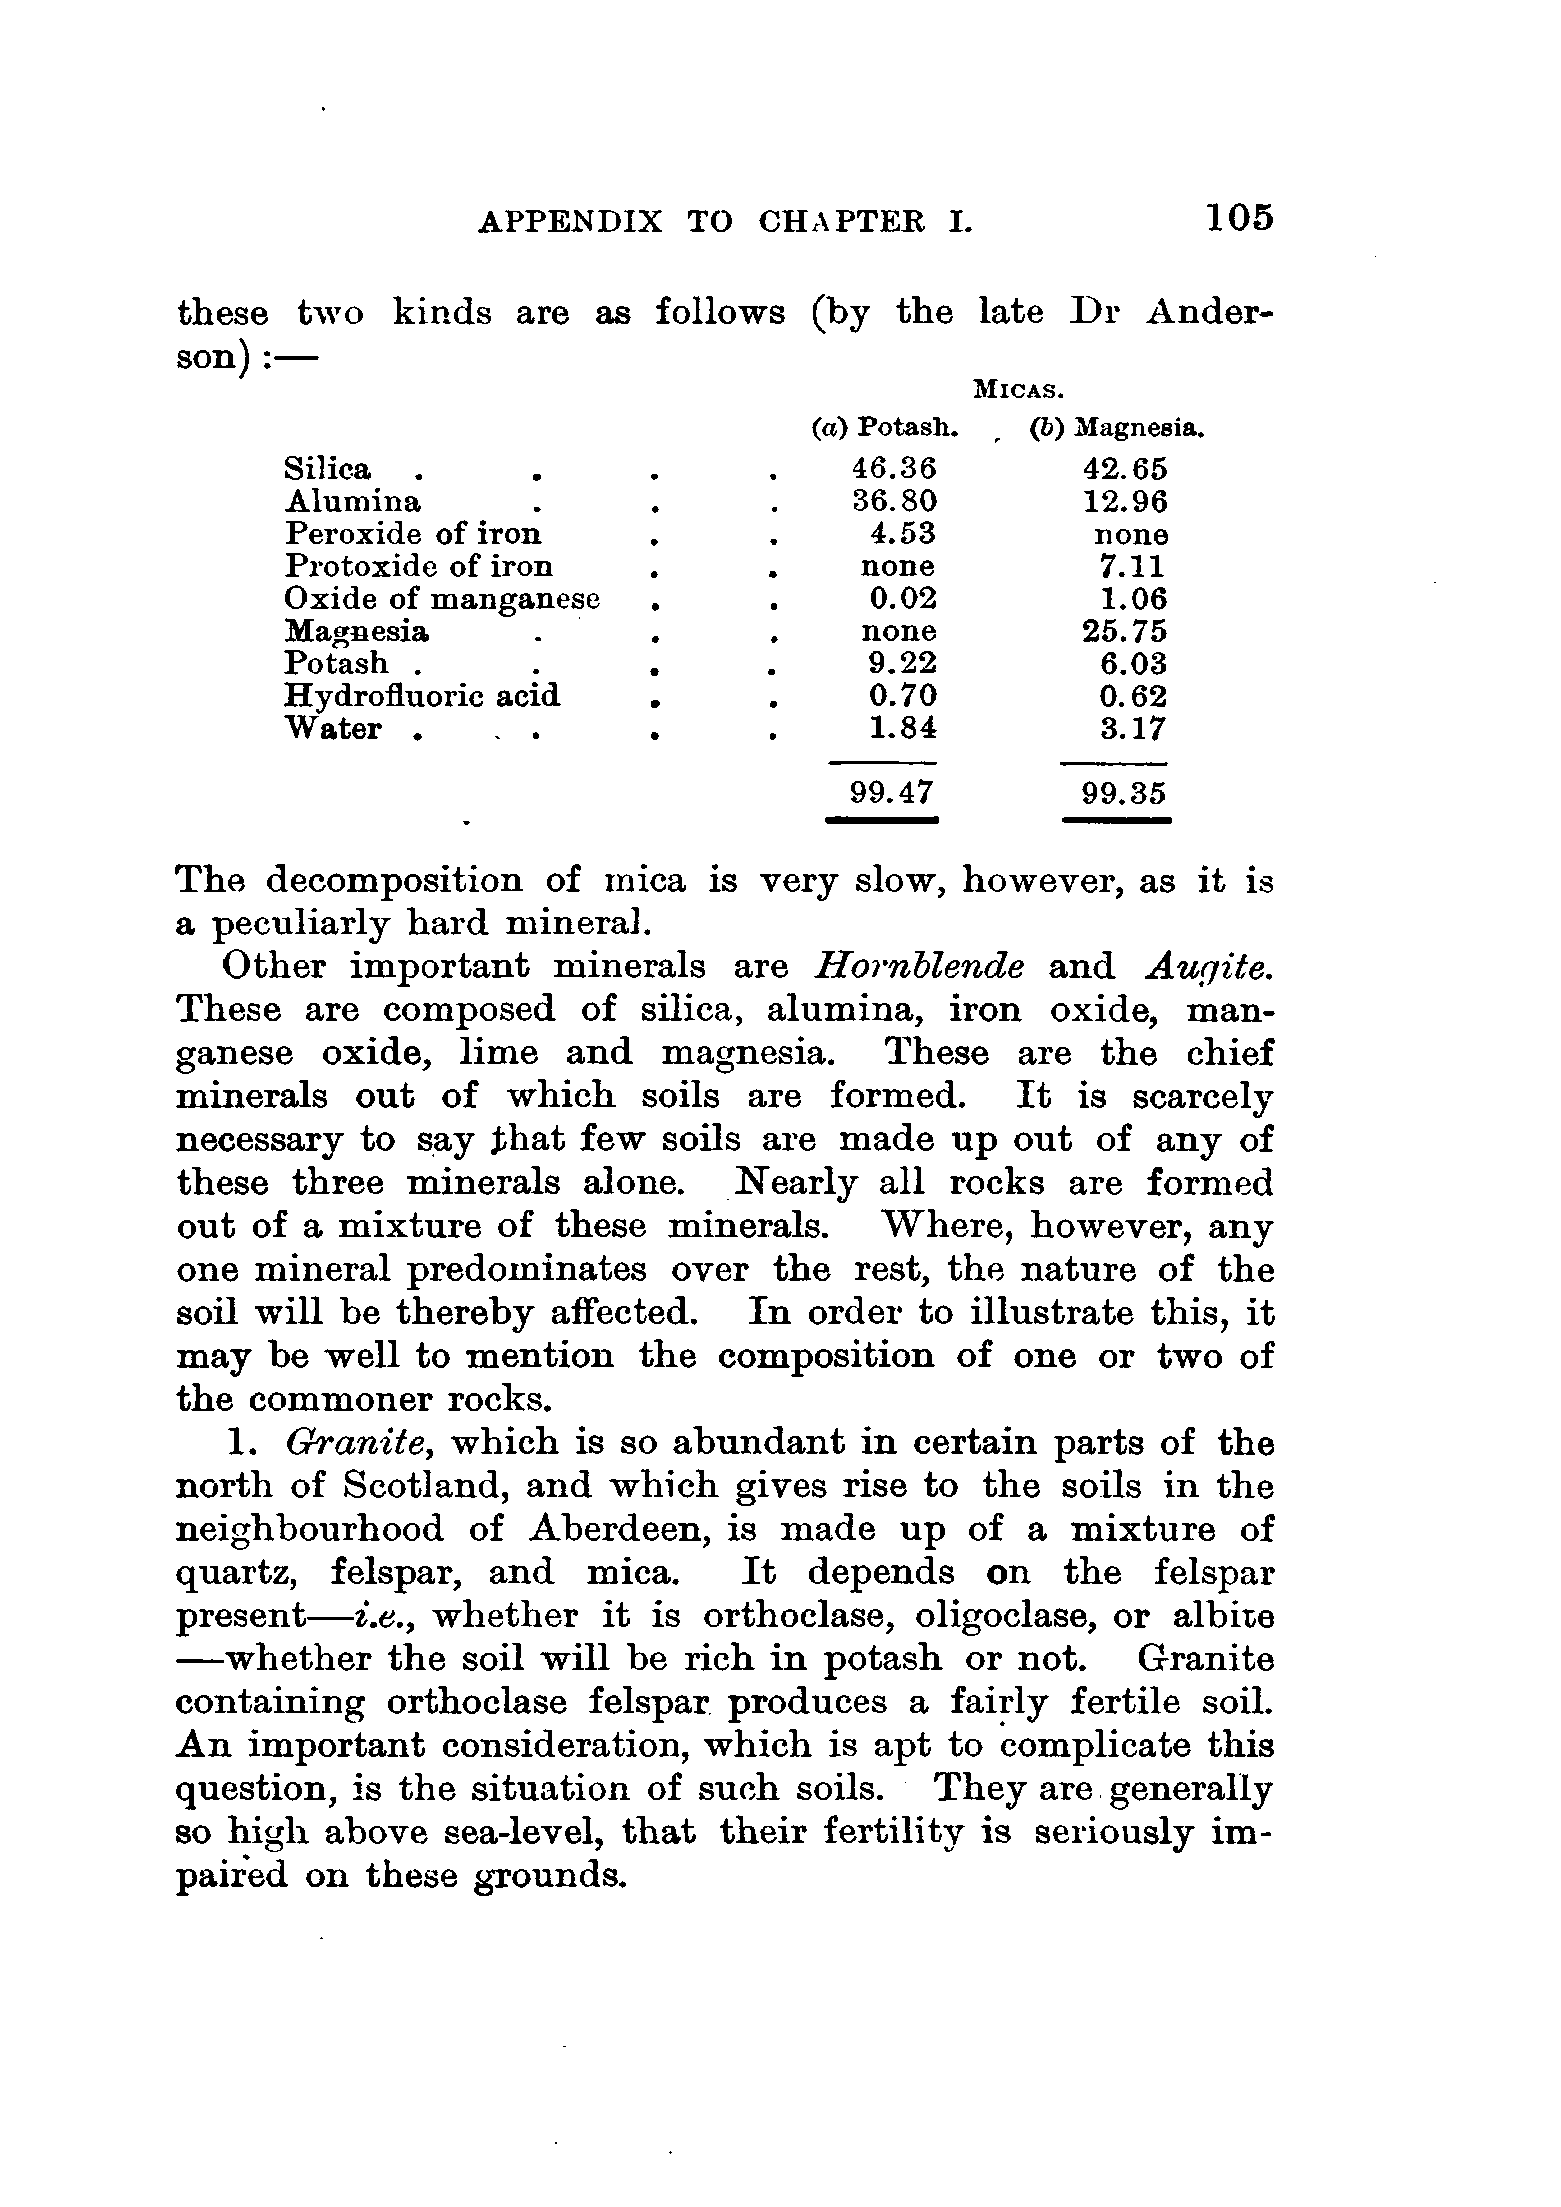 APPENDIX TO CHAPTER I. 105
these two kinds are as follows (by the late Dr Ander-
son) :—
MICAS.
(a) Potash. (b) Magnesia.
Silica . . . . 46.36 42.65
Alumina . . . 36.80 12.96
Peroxide of iron . . 4.53 none
Protoxide of iron . . none 7.11
Oxide of manganese . . 0.02 1.06
Magnesia . . . none 25.75
Potash . . . . 9.22 6.03
Hydrofluoric acid . . 0.70 0.62
Water . . . . 1.84 3.17
99.47 99.35
The decomposition of mica is very slow, however, as it is
a peculiarly hard mineral.
Other important minerals are Hornblende and Augite.
These are composed of silica, alumina, iron oxide, man-
ganese oxide, lime and magnesia. These are the chief
minerals out of which soils are formed. It is scarcely
necessary to say that few soils are made up out of any of
these three minerals alone. Nearly all rocks are formed
out of a mixture of these minerals. Where, however, any
one mineral predominates over the rest, the nature of the
soil will be thereby affected. In order to illustrate this, it
may be well to mention the composition of one or two of
the commoner rocks.
1. Granite, which is so abundant in certain parts of the
north of Scotland, and which gives rise to the soils in the
neighbourhood of Aberdeen, is made up of a mixture of
quartz, felspar, and mica. It depends on the felspar
present—i.e., whether it is orthoclase, oligoclase, or albite
—whether the soil will be rich in potash or not. Granite
containing orthoclase felspar produces a fairly fertile soil.
An important consideration, which is apt to complicate this
question, is the situation of such soils. They are generally
so high above sea-level, that their fertility is seriously im-
paired on these grounds.